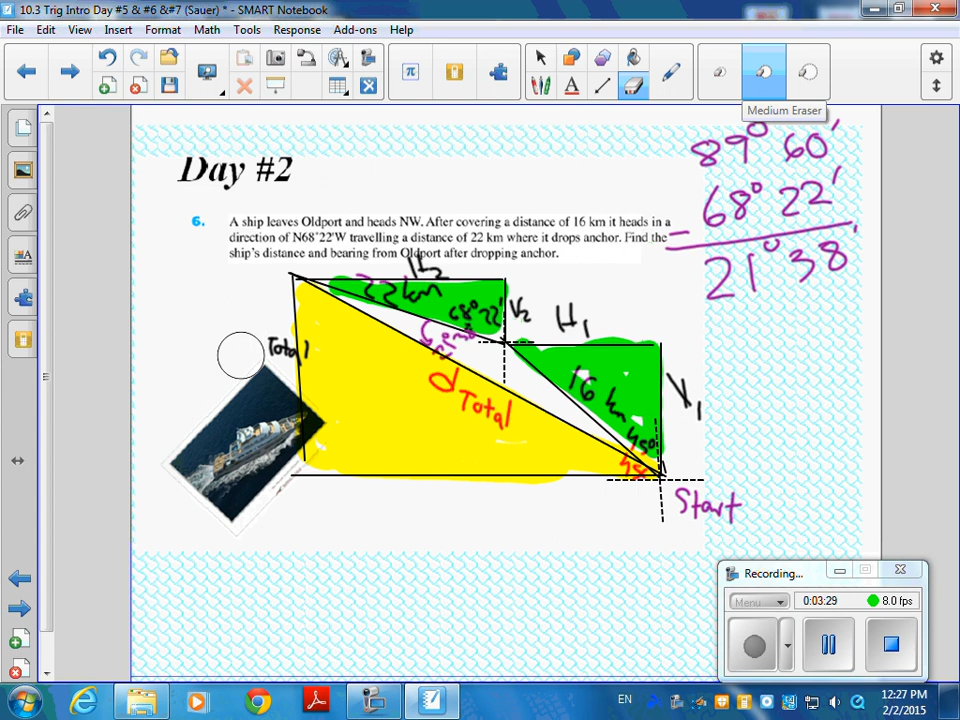 10.3 Trig Intro Day #5 & #6 &#7 (Sauer) * - SMART Notebook
File Edit View Insert Format Math Tools Response Add-ons Help
Medium Eraser
89° 60'
Day #2
68° 22'
6. A ship leaves Oldport and heads NW. After covering a distance of 16 km it heads in a
direction of N68°22'W travelling a distance of 22 km where it drops anchor. Find the
ship's distance and bearing from Oldport after dropping anchor.
21° 38'
H2
22 km
68° 22'
V2
H1
Total
16 km
V1
d Total
45°
45
Start
Recording...
Menu
0:03:29
8.0 fps
EN
12:27 PM
2/2/2015